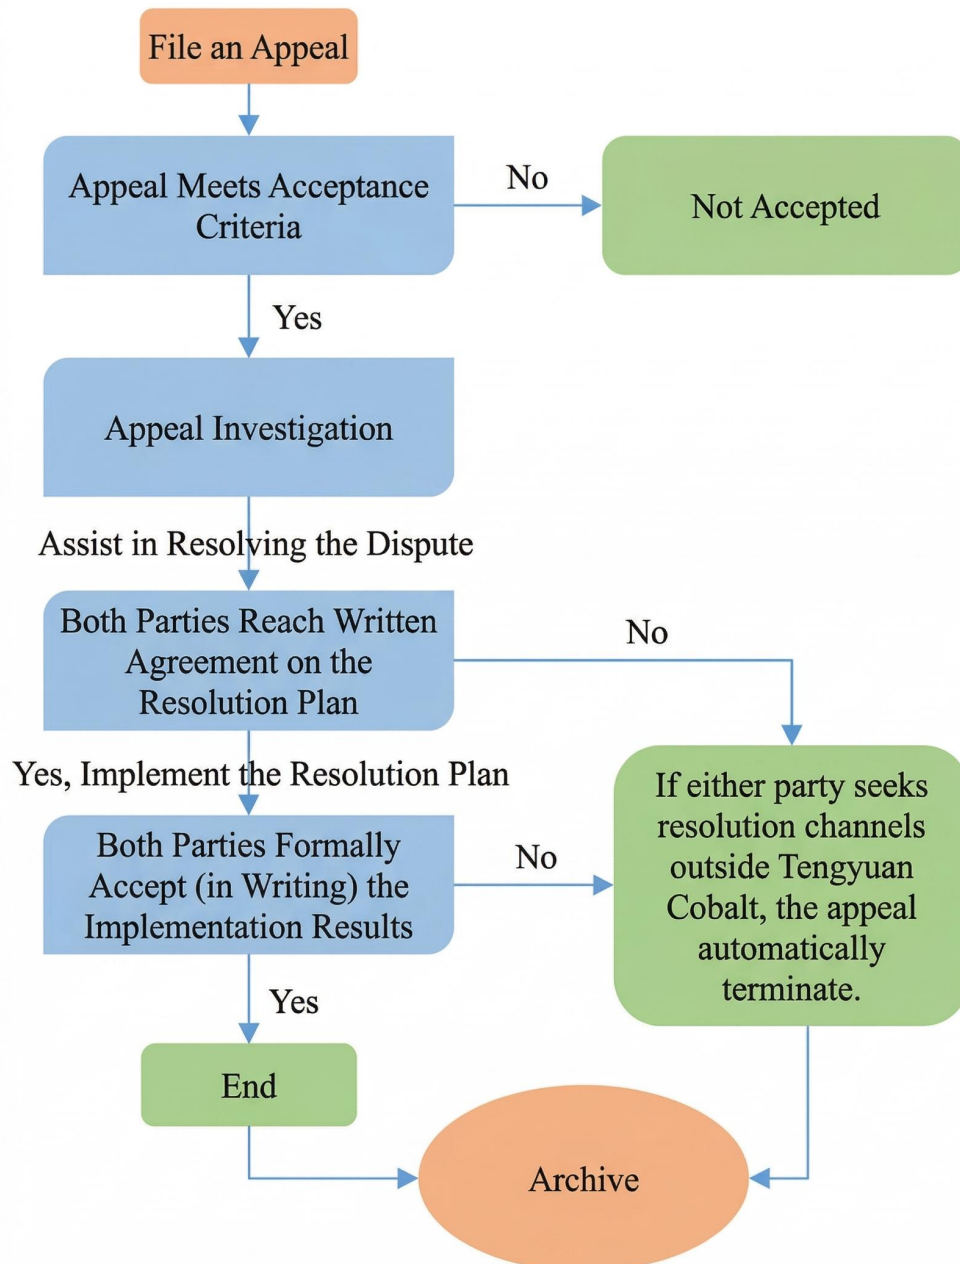 File an Appeal
Appeal Meets Acceptance
Criteria
No
Not Accepted
Yes
Appeal Investigation
Assist in Resolving the Dispute
Both Parties Reach Written
Agreement on the
Resolution Plan
No
Yes, Implement the Resolution Plan
Both Parties Formally
Accept (in Writing) the
Implementation Results
No
If either party seeks
resolution channels
outside Tengyuan
Cobalt, the appeal
automatically
terminate.
Yes
End
Archive